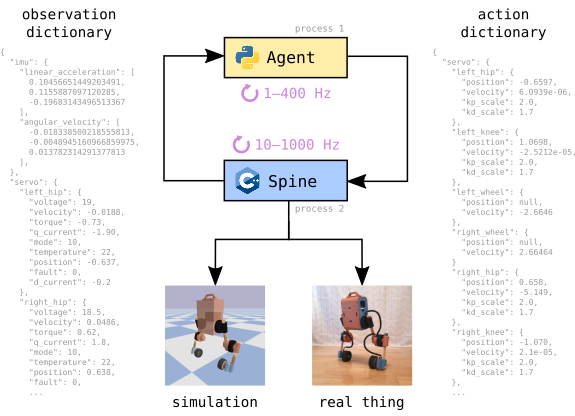 observation
dictionary
{
"imu": {
"linear_acceleration": [
0.10456651449203491,
0.1155887097120285,
-0.19683143496513367
],
"angular_velocity": [
-0.018338500218555813,
-0.0048945160966859975,
0.013782314291377813
],
},
"servo": {
"left_hip": {
"voltage": 19,
"velocity": -0.0188,
"torque": -0.73,
"q_current": -1.90,
"mode": 10,
"temperature": 22,
"position": -0.637,
"fault": 0,
"d_current": -0.2
},
"right_hip": {
"voltage": 18.5,
"velocity": 0.0486,
"torque": 0.62,
"q_current": 1.8,
"mode": 10,
"temperature": 22,
"position": 0.638,
"fault": 0,
...
process 1
Agent
1–400 Hz
10–1000 Hz
C++
Spine
process 2
simulation
real thing
action
dictionary
{
"servo": {
"left_hip": {
"position": -0.6597,
"velocity": 6.0939e-06,
"kp_scale": 2.0,
"kd_scale": 1.7
},
"left_knee": {
"position": 1.0698,
"velocity": -2.5212e-05,
"kp_scale": 2.0,
"kd_scale": 1.7
},
"left_wheel": {
"position": null,
"velocity": -2.6646
},
"right_wheel": {
"position": null,
"velocity": 2.66464
}
"right_hip": {
"position": 0.658,
"velocity": -5.149,
"kp_scale": 2.0,
"kd_scale": 1.7
},
"right_knee": {
"position": -1.070,
"velocity": 2.1e-05,
"kp_scale": 2.0,
"kd_scale": 1.7
...